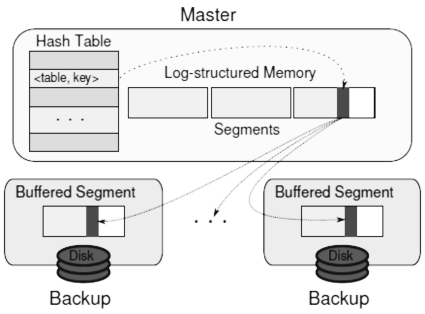 Master
Hash Table
<table, key>
. . .
Log-structured Memory
Segments
Buffered Segment
Disk
Backup
. . .
Buffered Segment
Disk
Backup